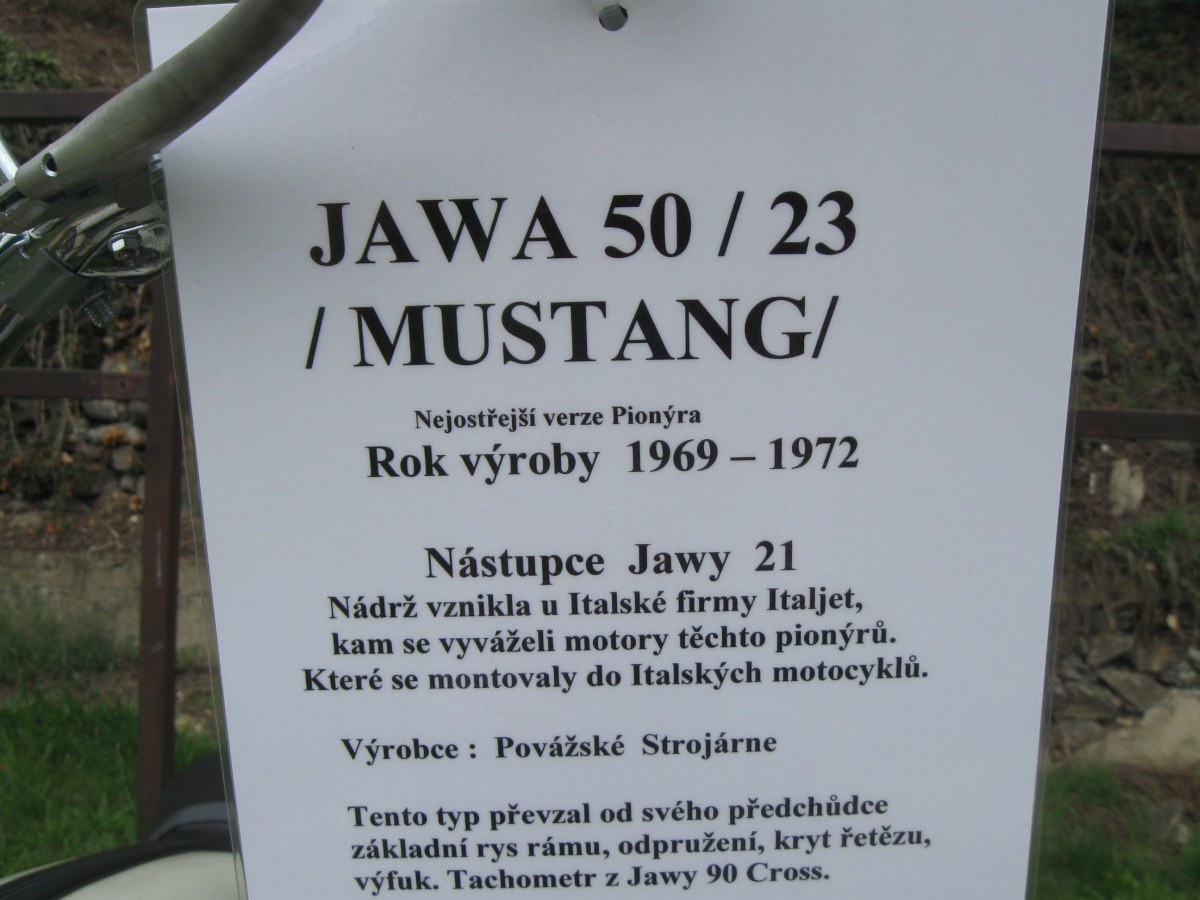 JAWA 50 / 23
/ MUSTANG/
Nejostřejší verze Pionýra
Rok výroby 1969 – 1972
Nástupce Jawy 21
Nádrž vznikla u Italské firmy Italjet,
kam se vyváželi motory těchto pionýrů.
Které se montovaly do Italských motocyklů.
Výrobce : Povážské Strojárne
Tento typ převzal od svého předchůdce
základní rys rámu, odpružení, kryt řetězu,
výfuk. Tachometr z Jawy 90 Cross.